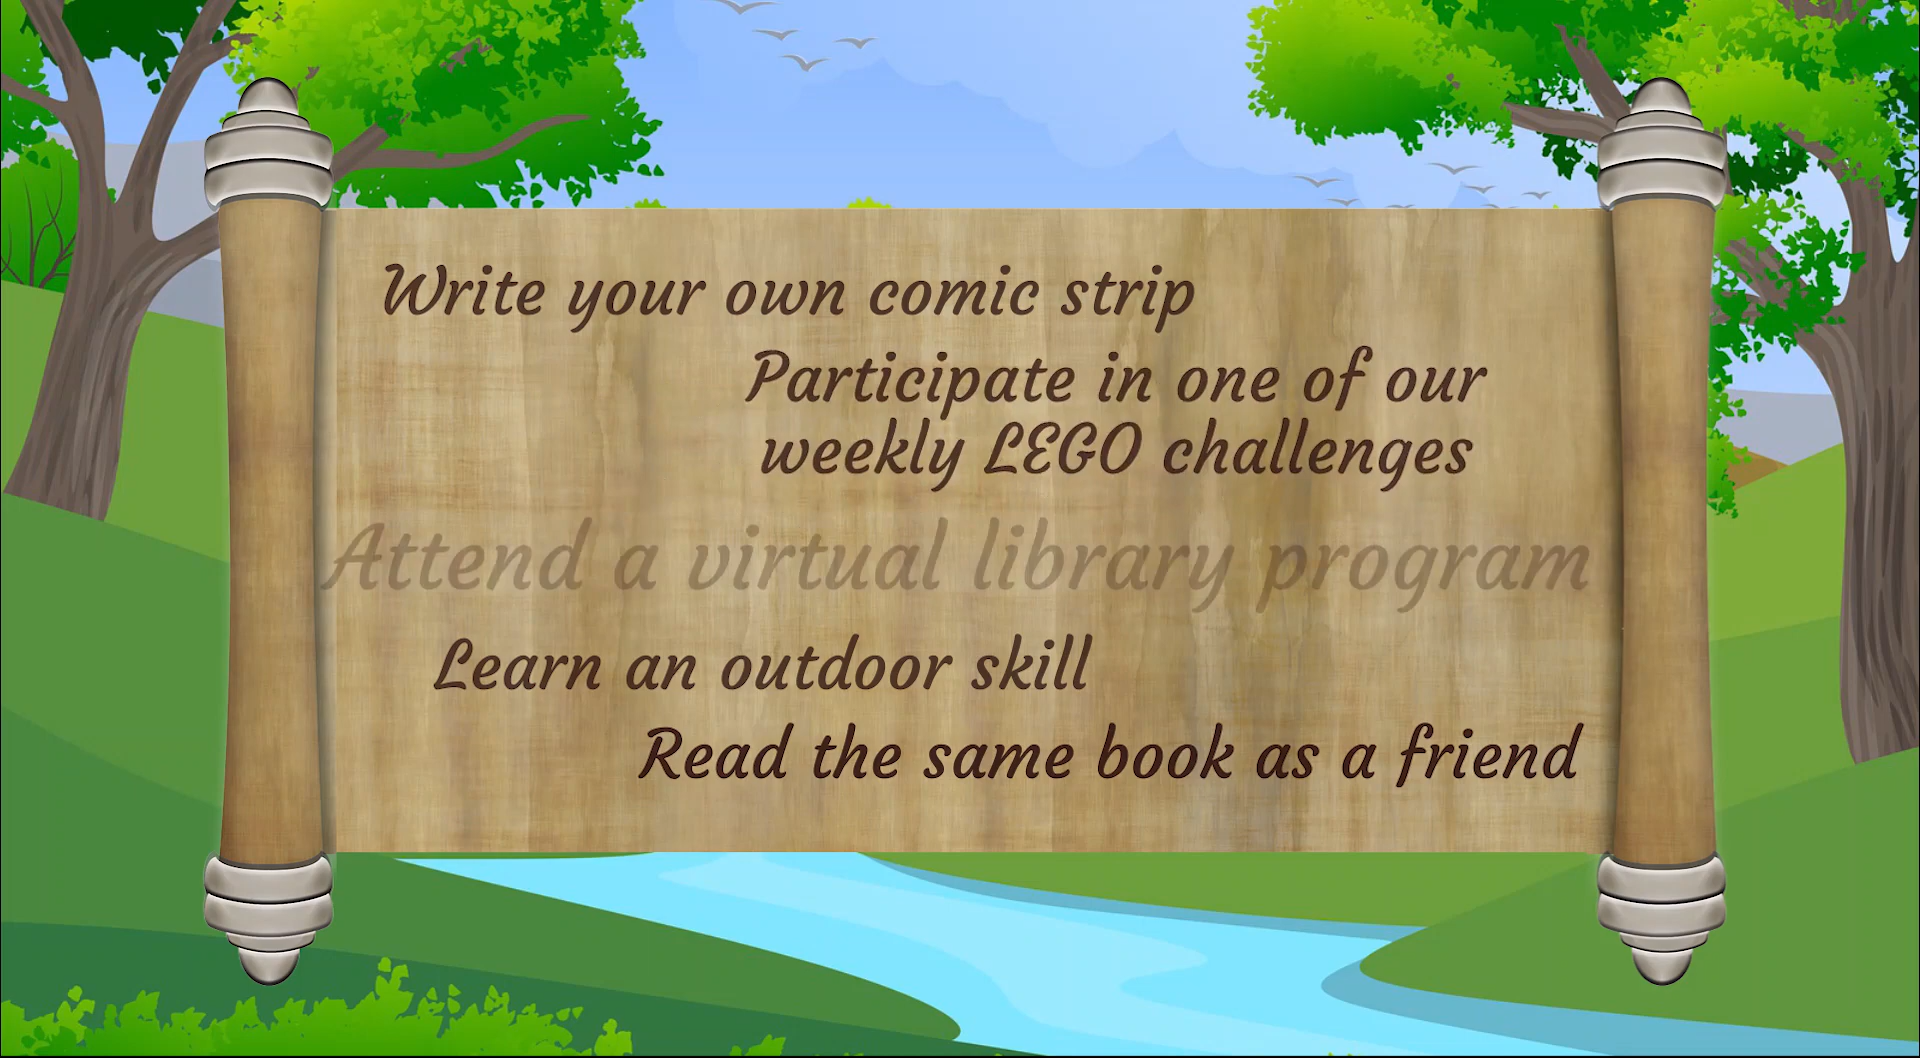 Write your own comic strip
Participate in one of our
weekly LEGO challenges
Attend a virtual library program
Learn an outdoor skill
Read the same book as a friend